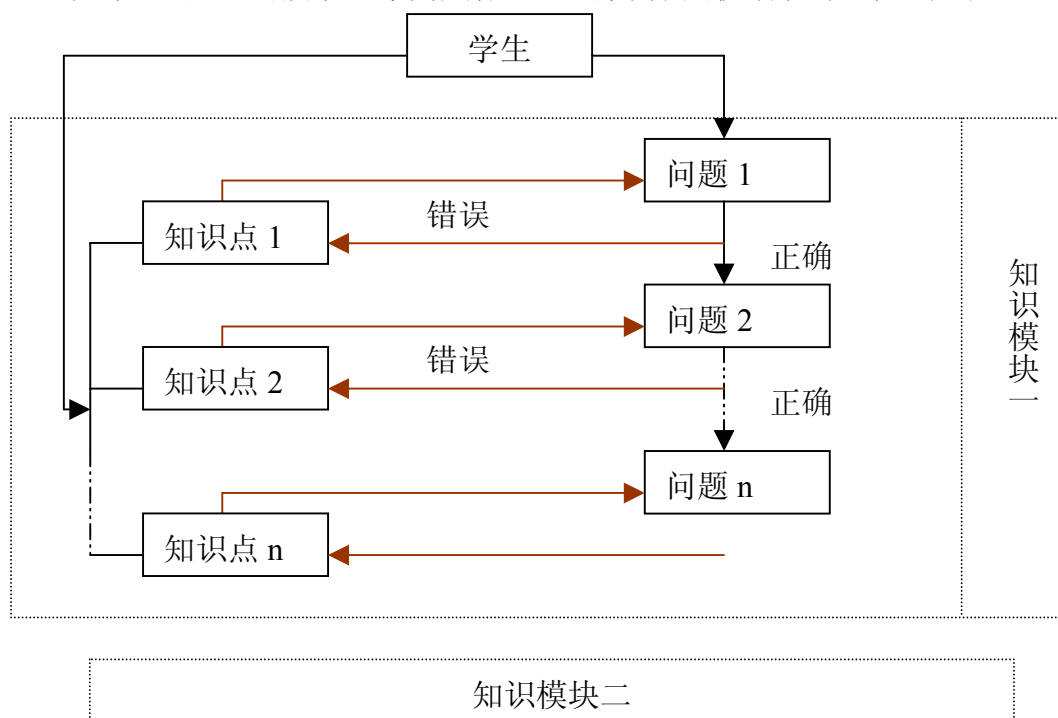 学生
问题 1
知识点 1
错误
正确
问题 2
知识点 2
错误
正确
问题 n
知识点 n
知识模块一
知识模块二